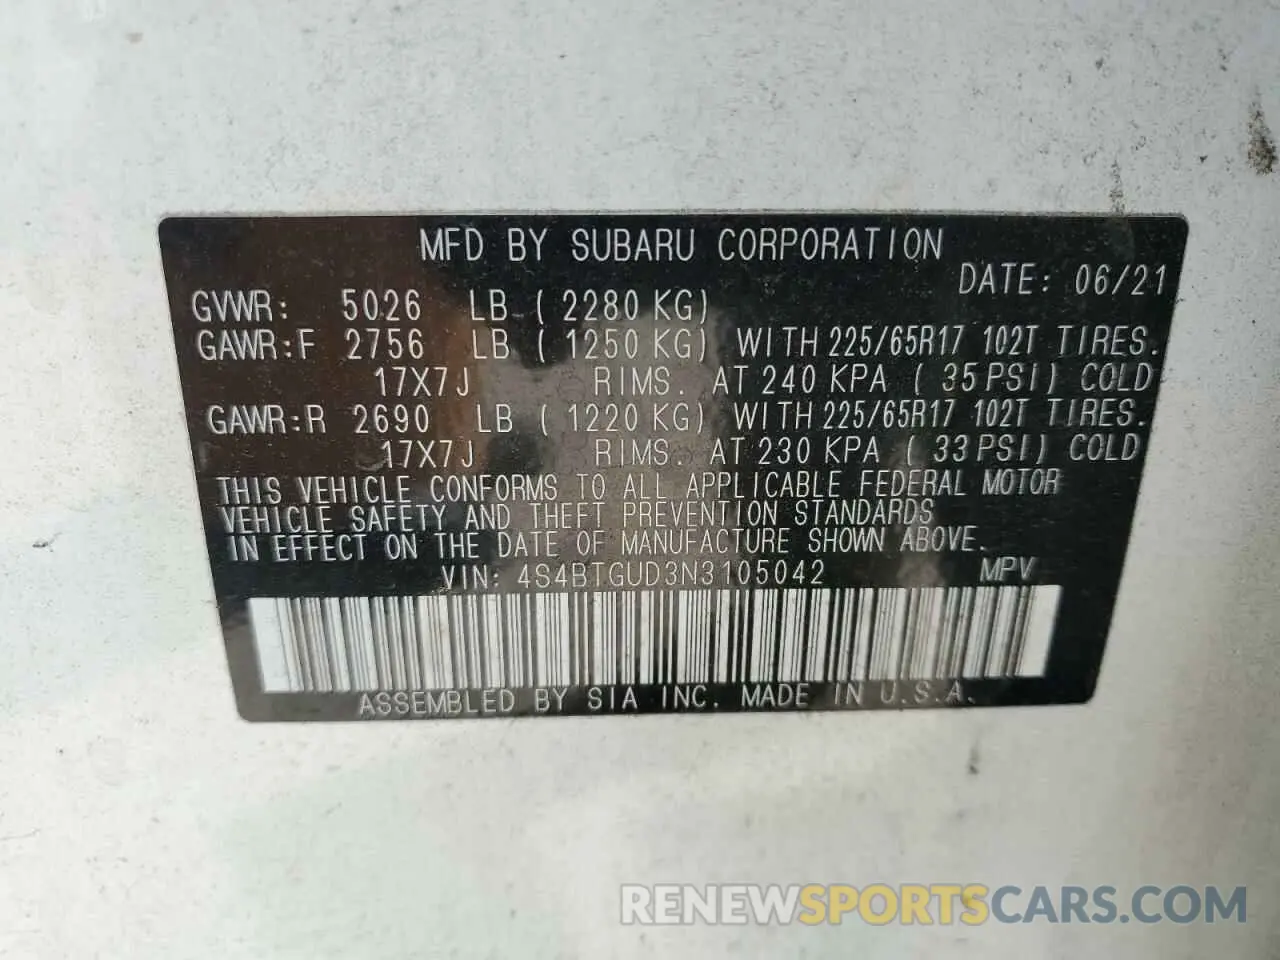 MFD BY SUBARU CORPORATION
DATE: 06/21
GVWR: 5026 LB ( 2280 KG)
GAWR:F 2756 LB ( 1250 KG) WITH 225/65R17 102T TIRES.
17X7J RIMS. AT 240 KPA ( 35 PSI) COLD
GAWR:R 2690 LB ( 1220 KG) WITH 225/65R17 102T TIRES.
17X7J RIMS. AT 230 KPA ( 33 PSI) COLD
THIS VEHICLE CONFORMS TO ALL APPLICABLE FEDERAL MOTOR
VEHICLE SAFETY AND THEFT PREVENTION STANDARDS
IN EFFECT ON THE DATE OF MANUFACTURE SHOWN ABOVE.
VIN: 4S4BTGUD3N3105042 MPV
ASSEMBLED BY SIA INC. MADE IN U.S.A.
RENEWSPORTSCARS.COM